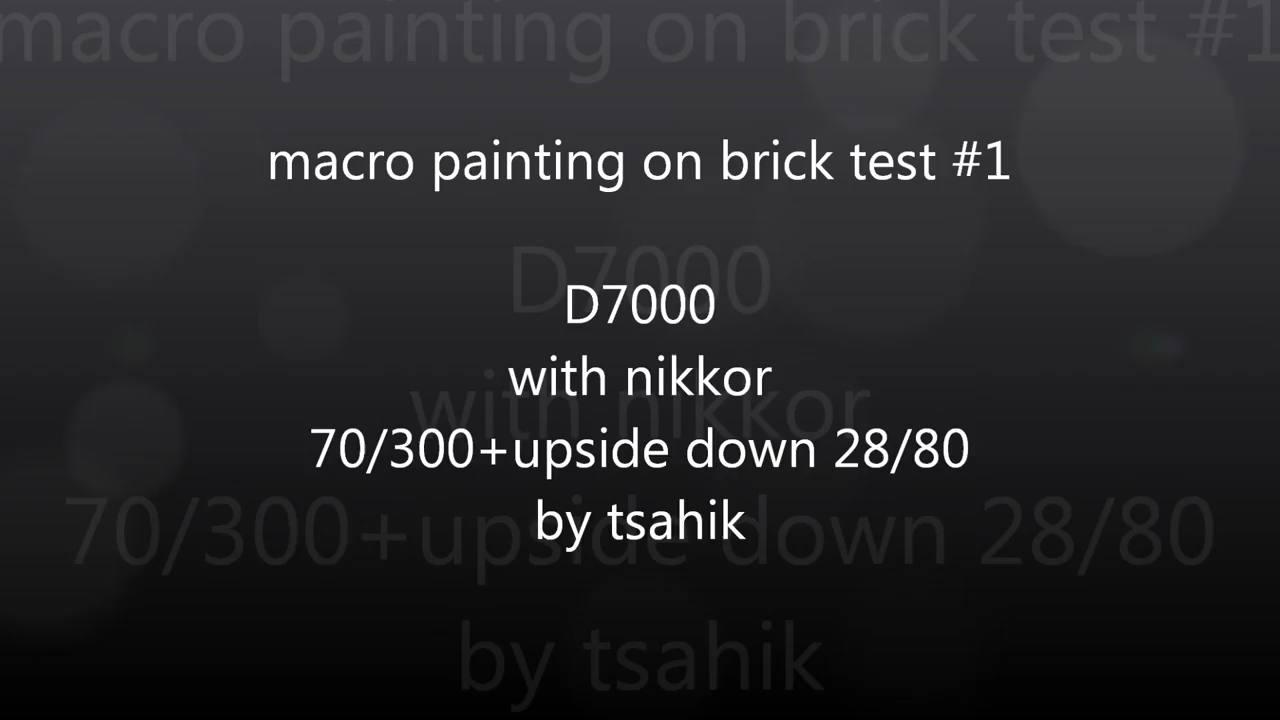 macro painting on brick test #1
D7000
with nikkor
70/300+upside down 28/80
by tsahik